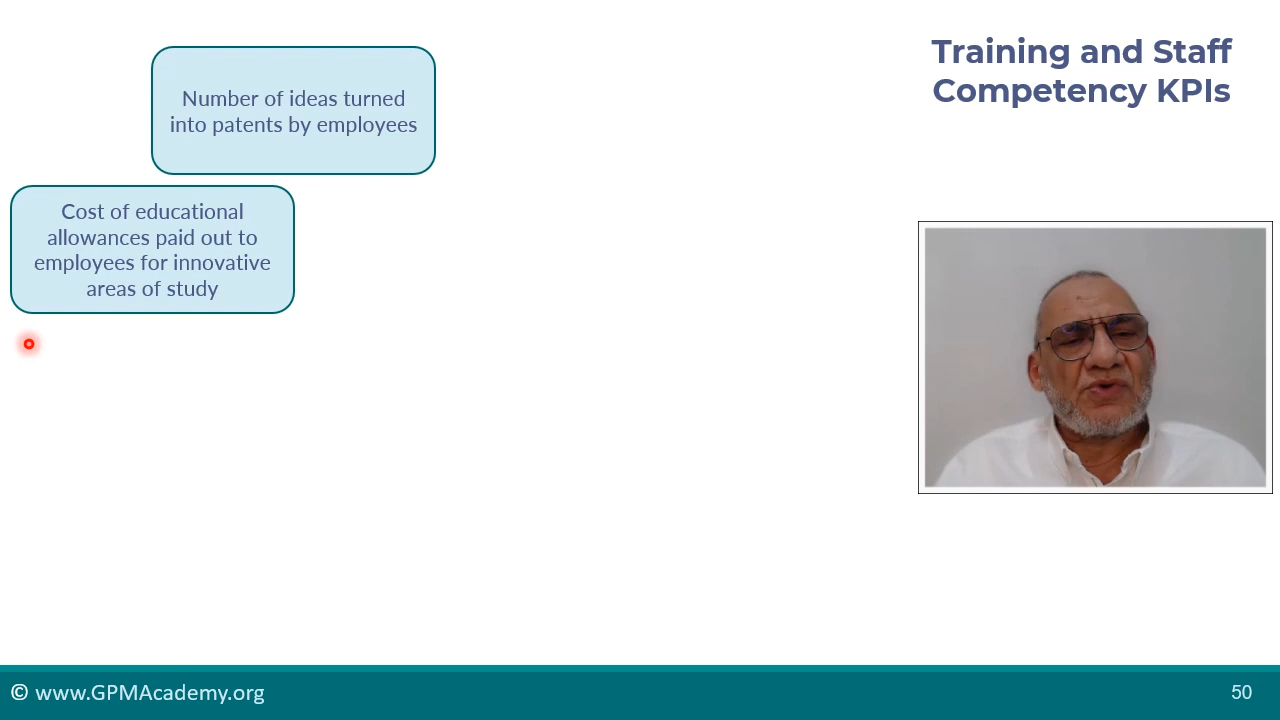 Training and Staff
Competency KPIs
Number of ideas turned
into patents by employees
Cost of educational
allowances paid out to
employees for innovative
areas of study
© www.GPMAcademy.org
50